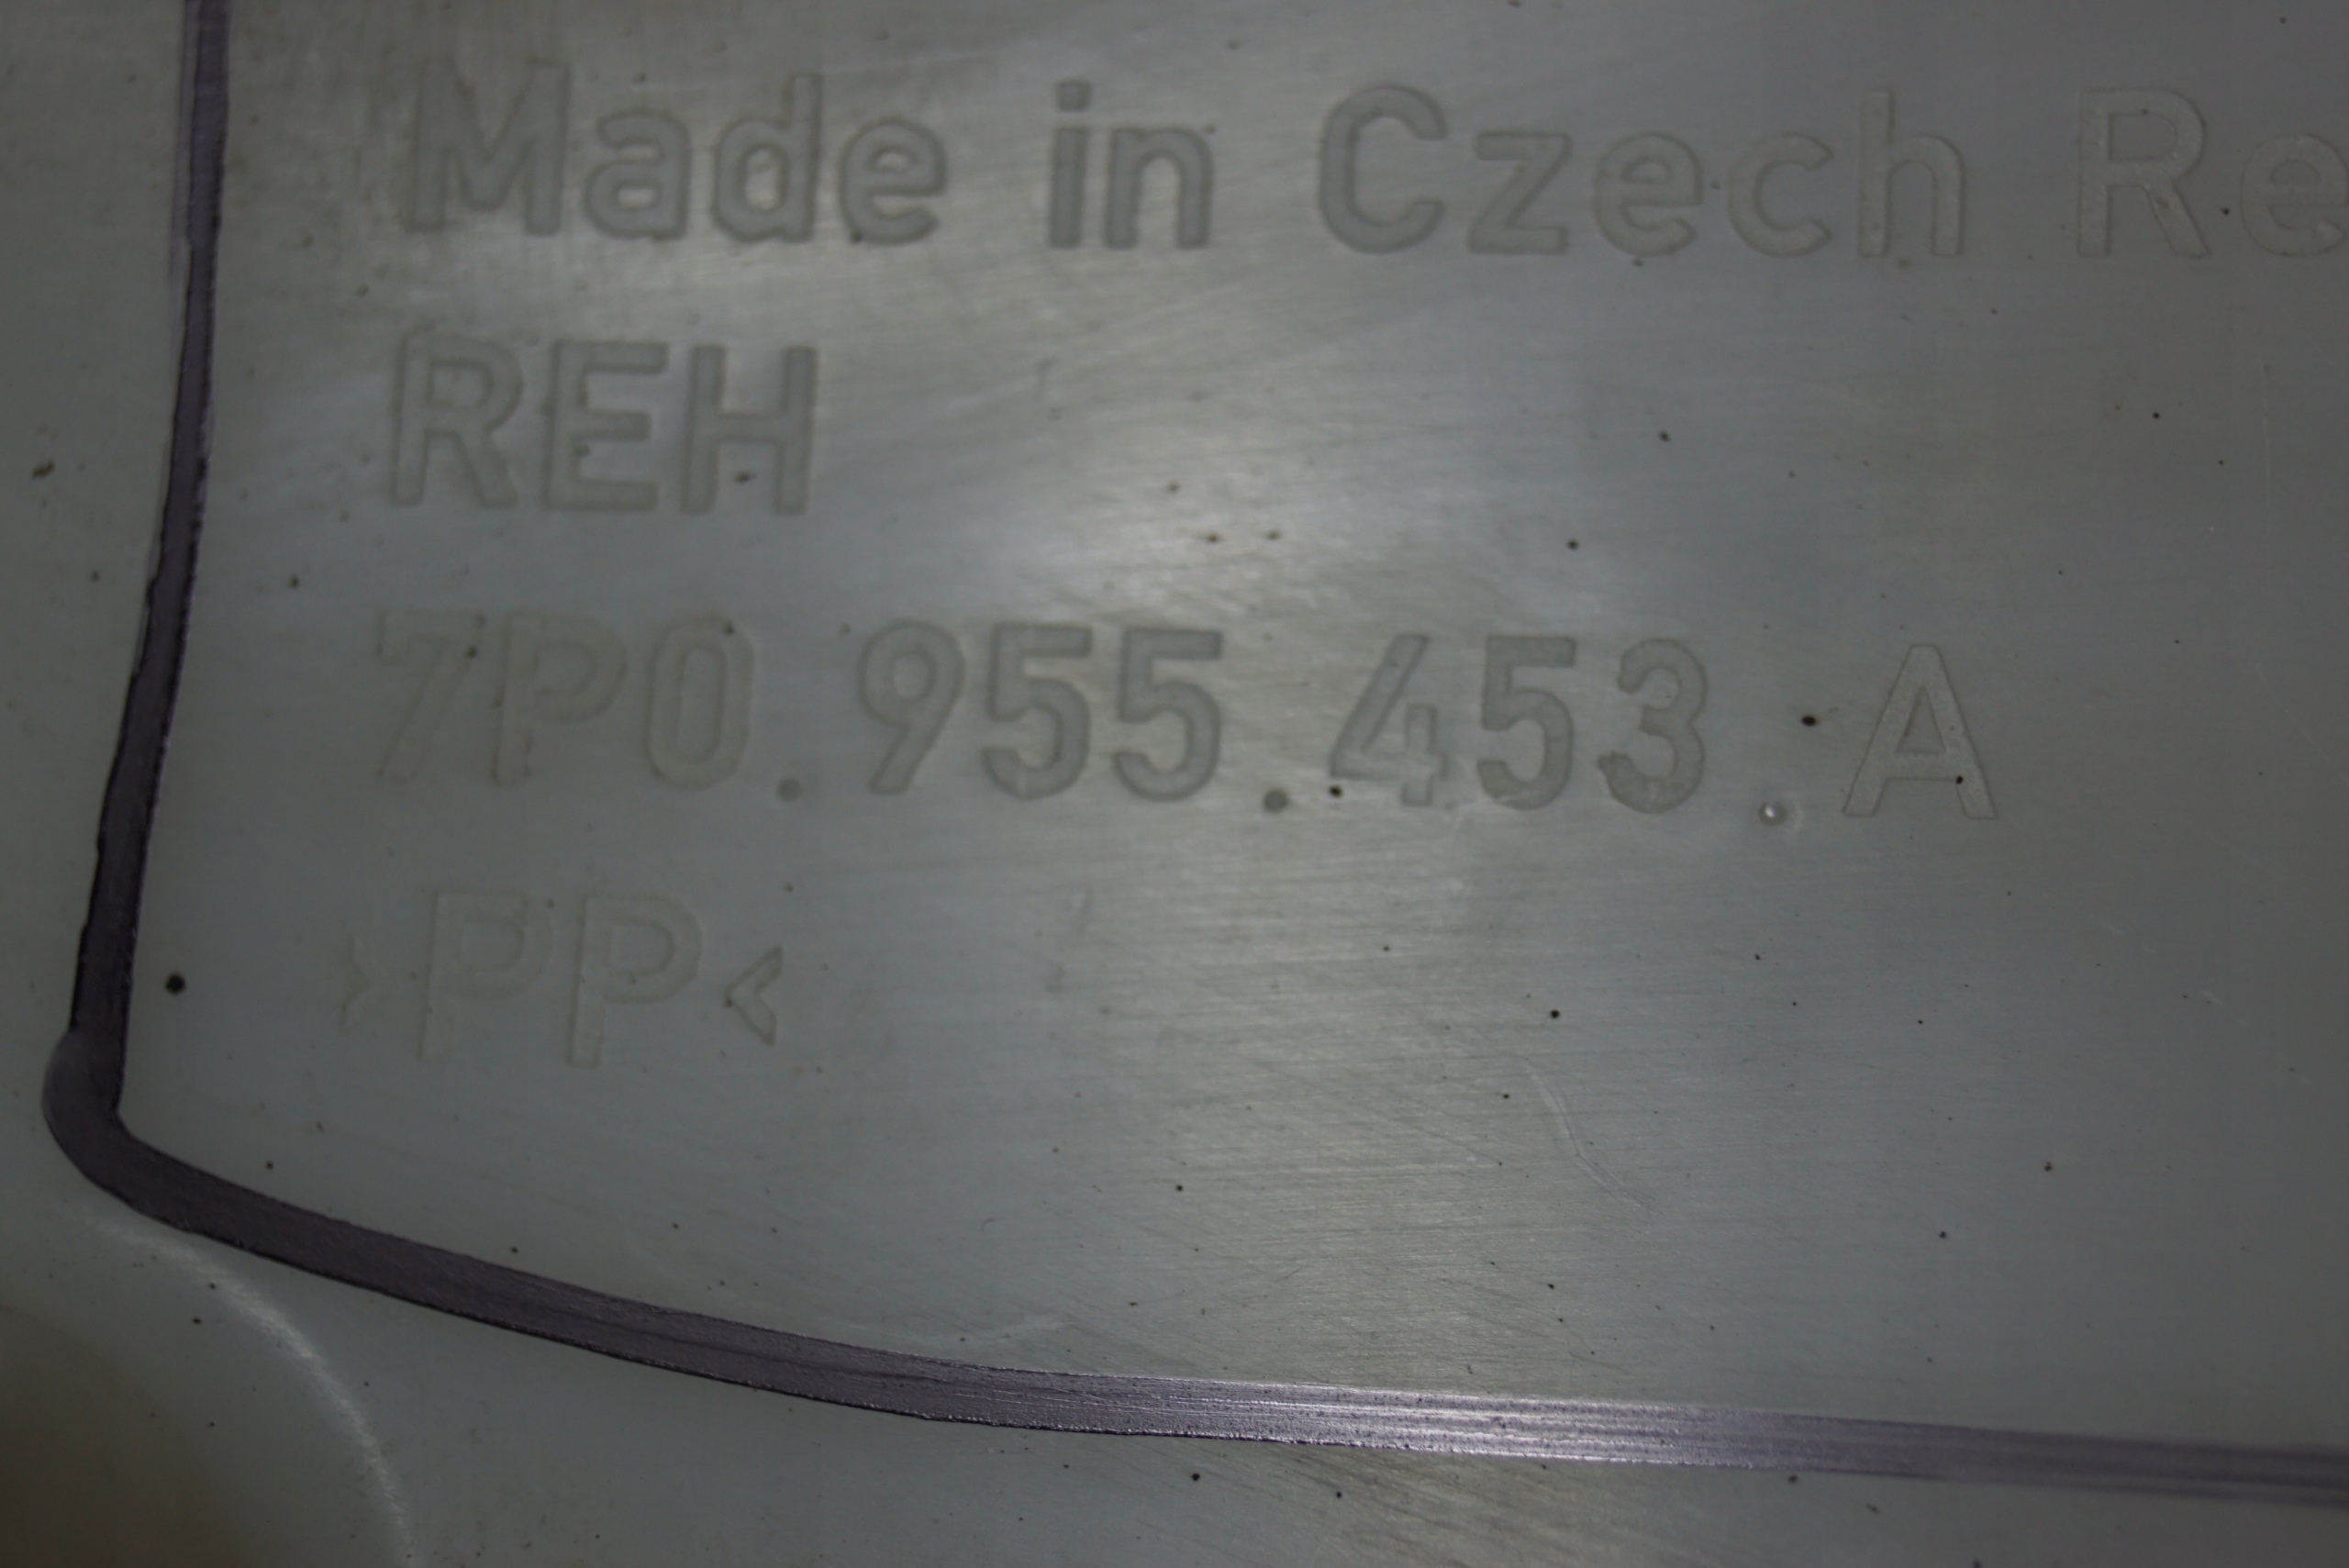 Made in Czech Re
REH
7P0.955.453.A
>PP<